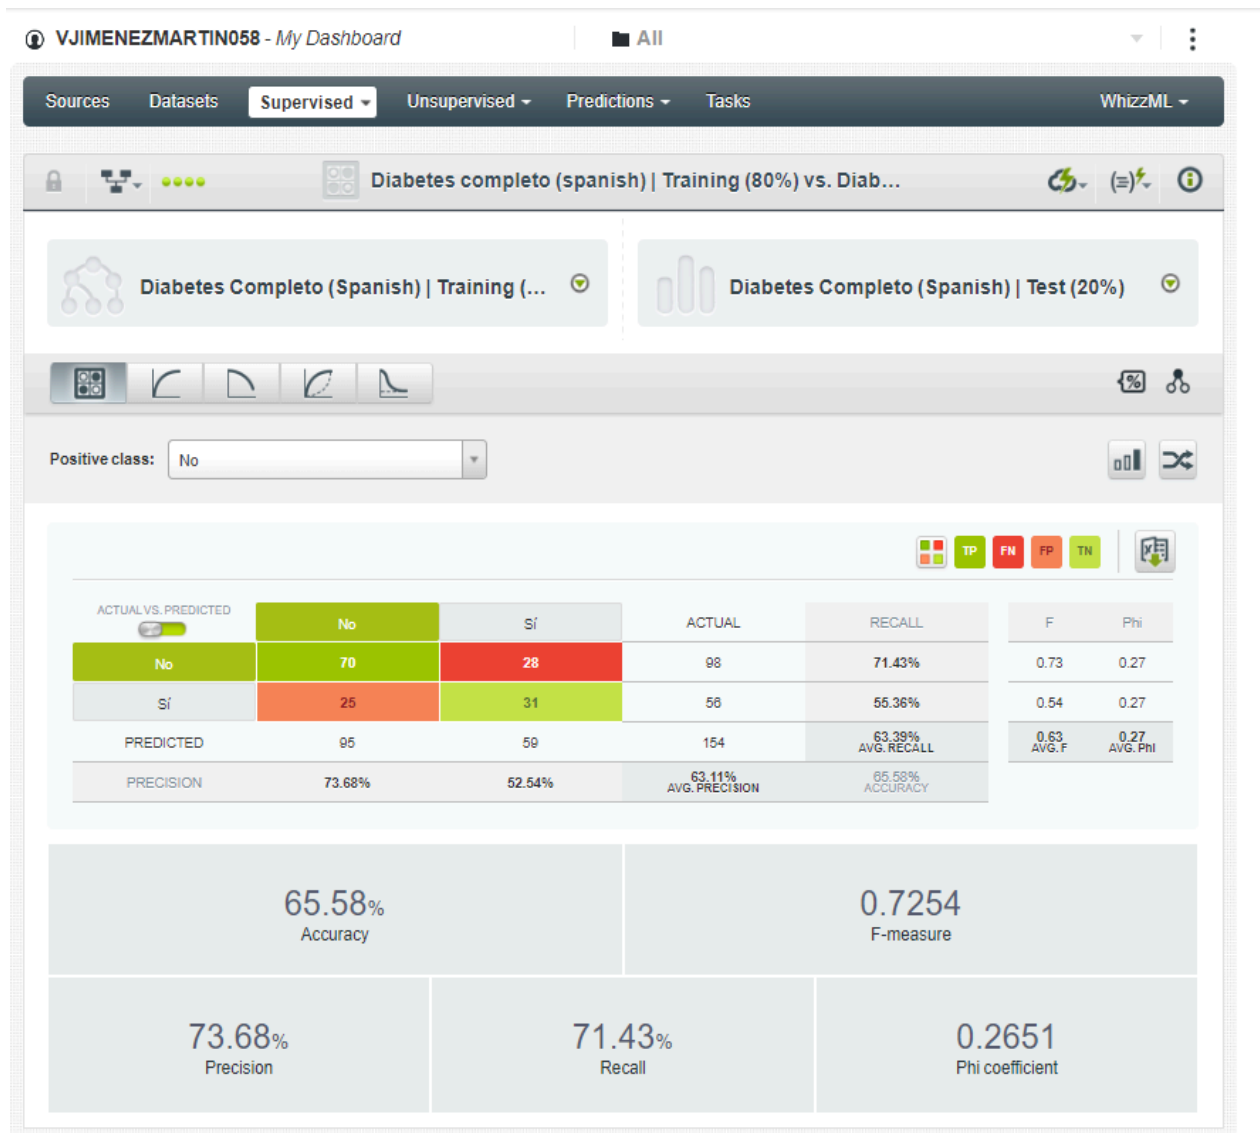 VJIMENEZMARTIN058 - My Dashboard All
Sources Datasets Supervised Unsupervised Predictions Tasks WhizzML
Diabetes completo (spanish) | Training (80%) vs. Diab...
Diabetes Completo (Spanish) | Training (... Diabetes Completo (Spanish) | Test (20%)
Positive class: No
TP FN FP TN
ACTUAL VS. PREDICTED No Sí ACTUAL RECALL F Phi
No 70 28 98 71.43% 0.73 0.27
Sí 25 31 56 55.36% 0.54 0.27
PREDICTED 95 59 154 63.39% AVG. RECALL 0.63 AVG. F 0.27 AVG. Phi
PRECISION 73.68% 52.54% 63.11% AVG. PRECISION 65.58% ACCURACY
65.58% 0.7254
Accuracy F-measure
73.68% 71.43% 0.2651
Precision Recall Phi coefficient